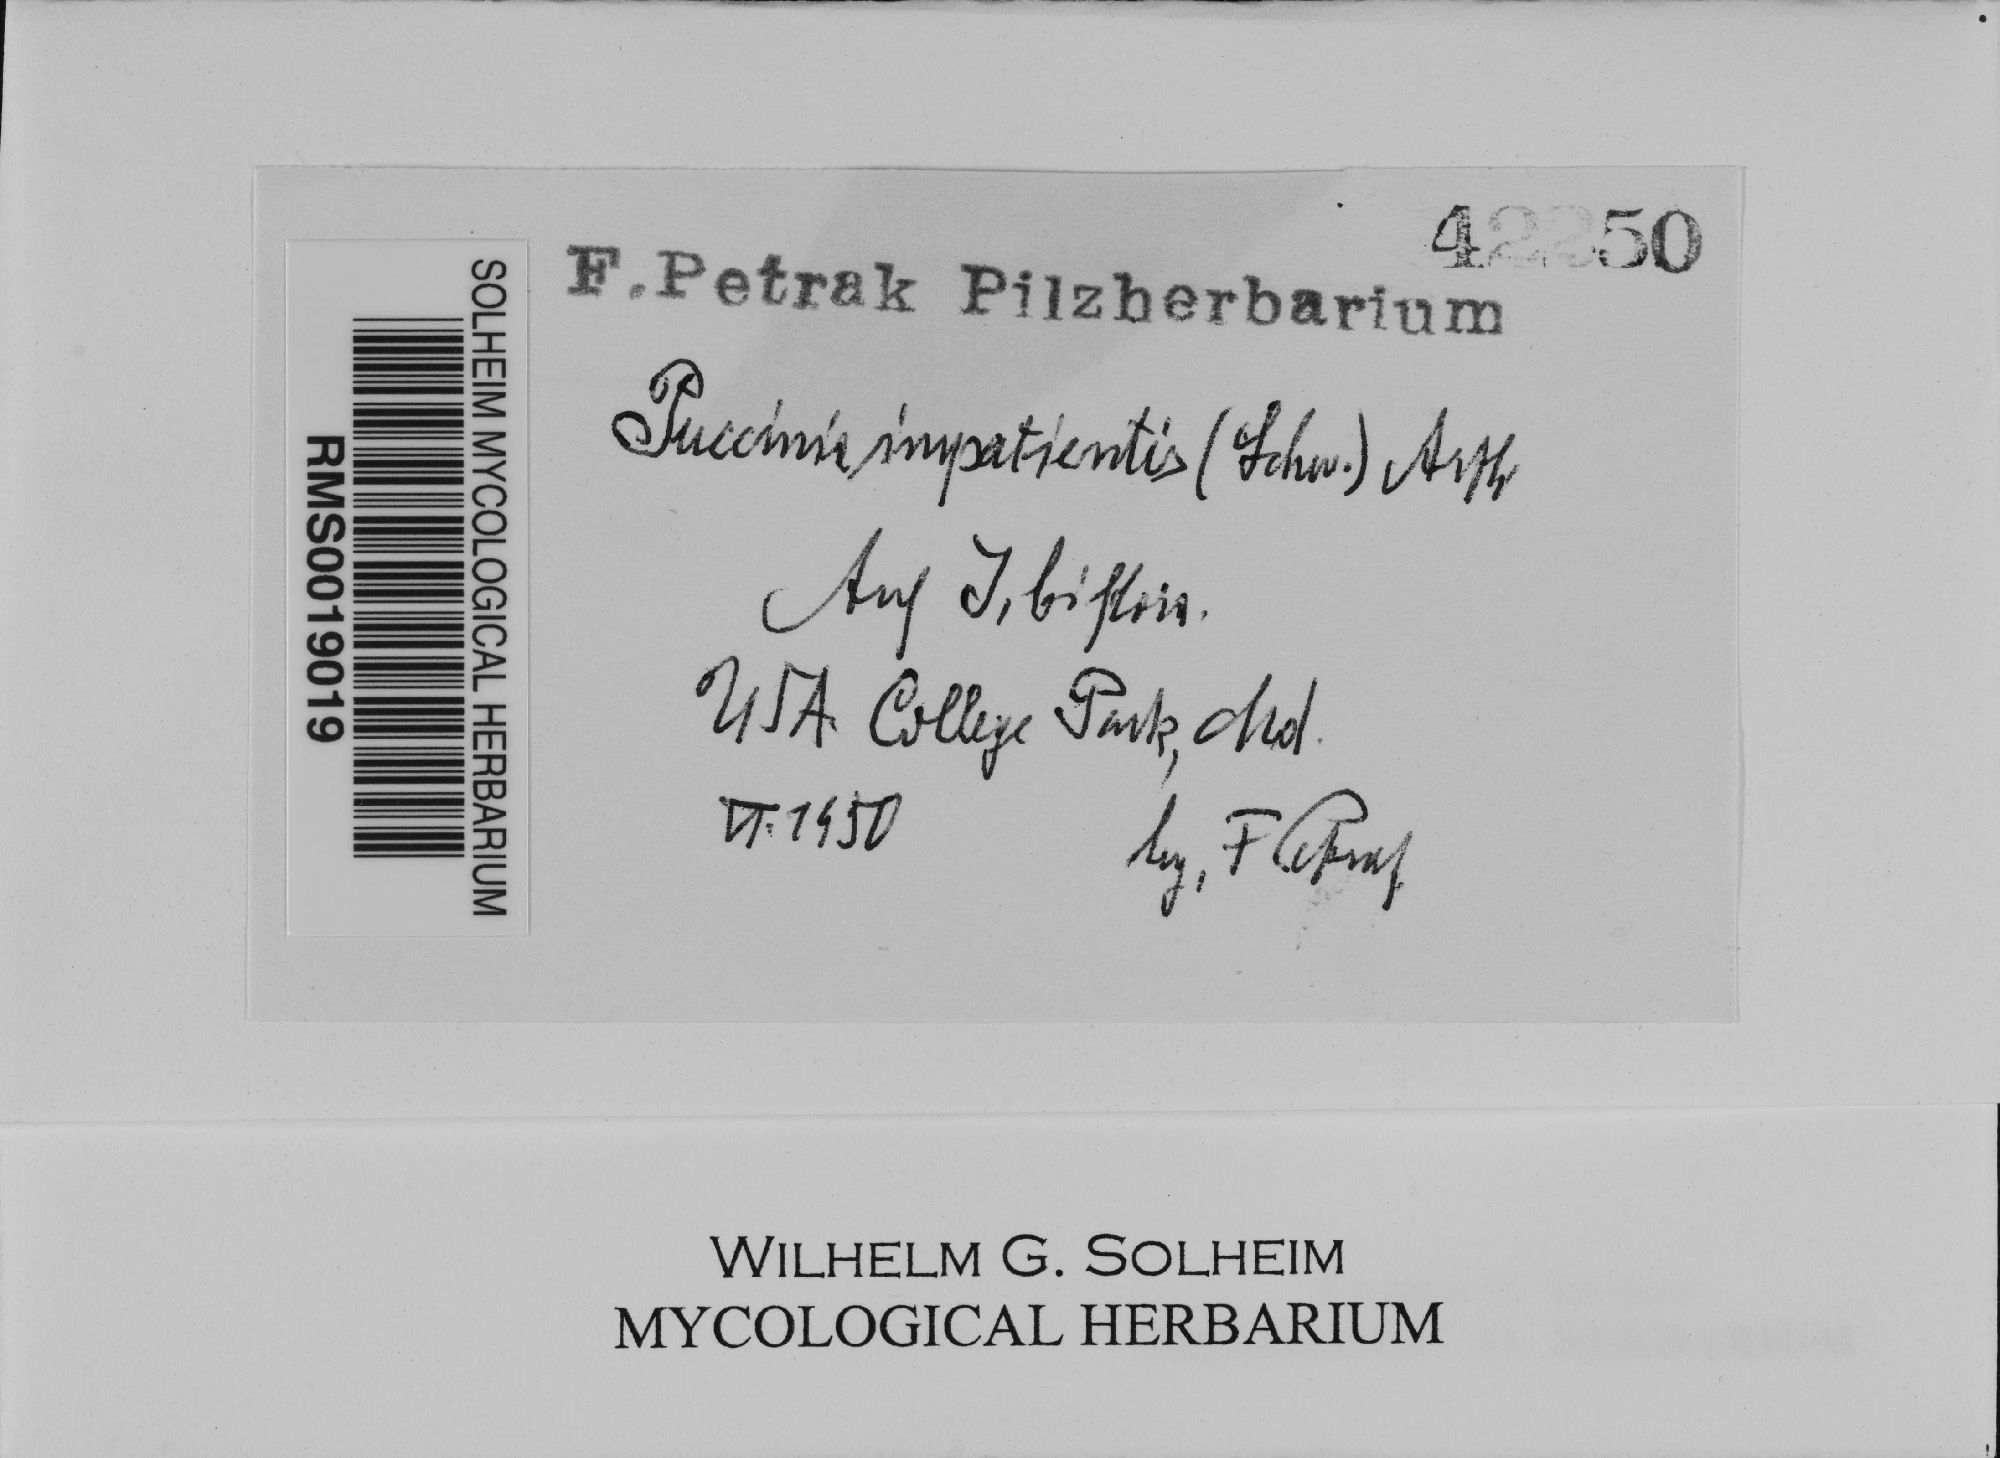 42250
F. Petrak Pilzherbarium
Puccinia impatientis (Schw.) Arth
Auf I. biflora.
USA. College Park, Md.
VI. 1950
leg. F Petrak
SOLHEIM MYCOLOGICAL HERBARIUM
RMS0019019
WILHELM G. SOLHEIM
MYCOLOGICAL HERBARIUM